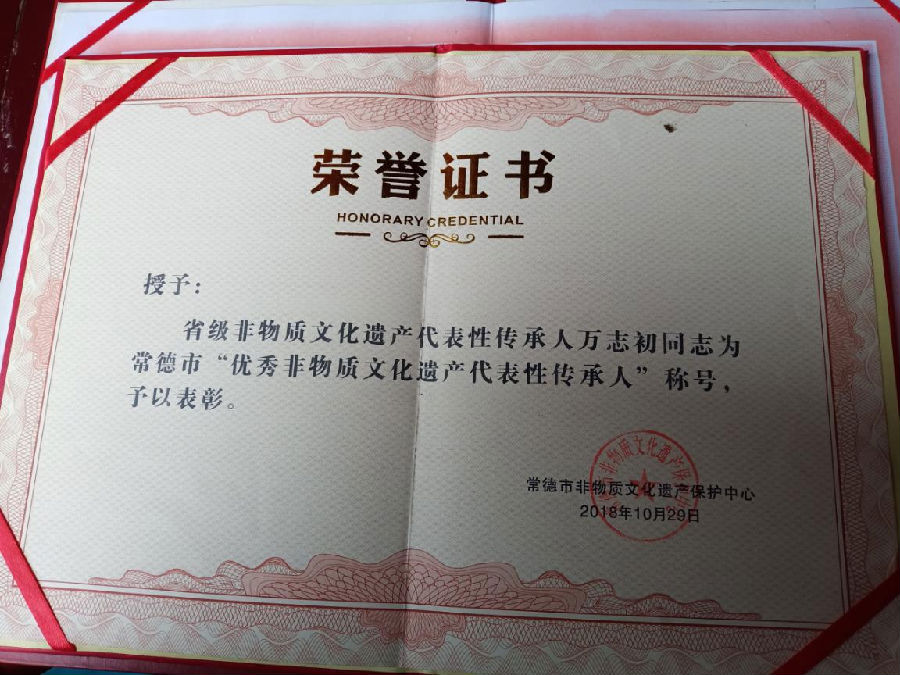 荣誉证书
HONORARY CREDENTIAL
授予：
省级非物质文化遗产代表性传承人万志初同志为
常德市“优秀非物质文化遗产代表性传承人”称号，
予以表彰。
常德市非物质文化遗产保护中心
2018年10月29日